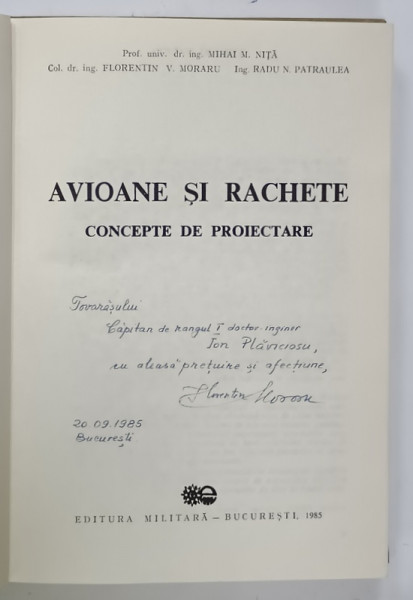 Prof. univ. dr. ing. MIHAI M. NIȚĂ
Col. dr. ing. FLORENTIN V. MORARU Ing. RADU N. PATRAULEA
AVIOANE ȘI RACHETE
CONCEPTE DE PROIECTARE
Tovarășului
Căpitan de rangul I doctor-inginer
Ion Plăviciosu,
cu aleasă prețuire și afecțiune,
Florentin Moraru
20.09.1985
București
EDITURA MILITARĂ – BUCUREȘTI, 1985